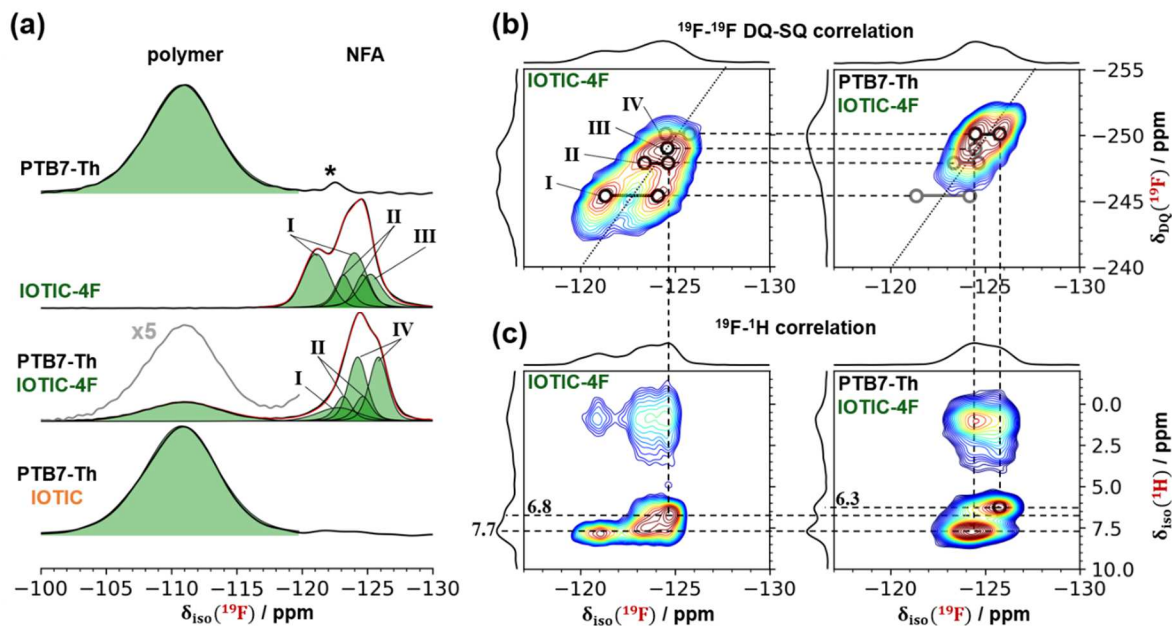 (a)
polymer
NFA
PTB7-Th
*
I
II
III
IOTIC-4F
x5
PTB7-Th
IOTIC-4F
I
II
IV
PTB7-Th
IOTIC
−100 −110 −120 −130
δiso(¹⁹F) / ppm
(b)
¹⁹F-¹⁹F DQ-SQ correlation
IOTIC-4F
IV
III
II
I
−120 −125 −130
PTB7-Th
IOTIC-4F
−120 −125 −130
−255
−250
−245
−240
δDQ(¹⁹F) / ppm
(c)
¹⁹F-¹H correlation
IOTIC-4F
6.8
7.7
−120 −125 −130
δiso(¹⁹F) / ppm
PTB7-Th
IOTIC-4F
6.3
−120 −125 −130
δiso(¹⁹F) / ppm
0.0
2.5
5.0
7.5
10.0
δiso(¹H) / ppm